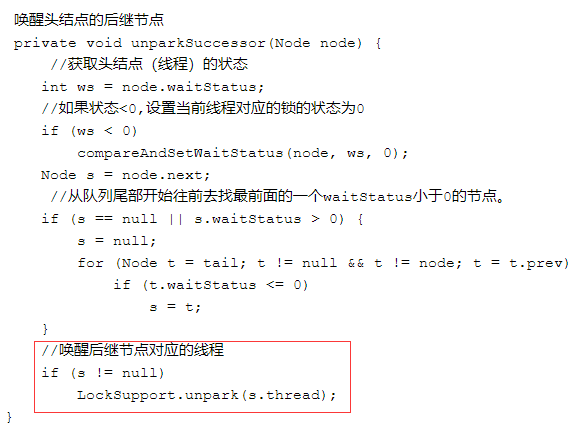 唤醒头结点的后继节点
private void unparkSuccessor(Node node) {
//获取头结点（线程）的状态
int ws = node.waitStatus;
//如果状态<0,设置当前线程对应的锁的状态为0
if (ws < 0)
compareAndSetWaitStatus(node, ws, 0);
Node s = node.next;
//从队列尾部开始往前去找最前面的一个waitStatus小于0的节点。
if (s == null || s.waitStatus > 0) {
s = null;
for (Node t = tail; t != null && t != node; t = t.prev)
if (t.waitStatus <= 0)
s = t;
}
//唤醒后继节点对应的线程
if (s != null)
LockSupport.unpark(s.thread);
}